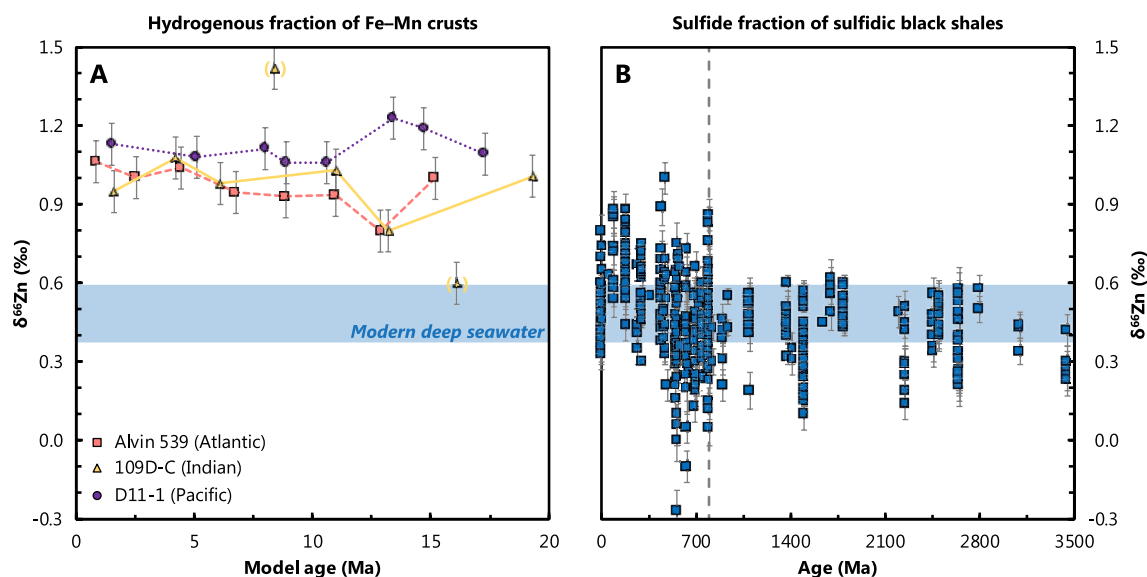 Hydrogenous fraction of Fe–Mn crusts
A
δ⁶⁶Zn (‰)
1.5
1.2
0.9
0.6
0.3
0.0
-0.3
Modern deep seawater
Alvin 539 (Atlantic)
109D-C (Indian)
D11-1 (Pacific)
0 5 10 15 20
Model age (Ma)
Sulfide fraction of sulfidic black shales
B
1.5
1.2
0.9
0.6
0.3
0.0
-0.3
δ⁶⁶Zn (‰)
0 700 1400 2100 2800 3500
Age (Ma)